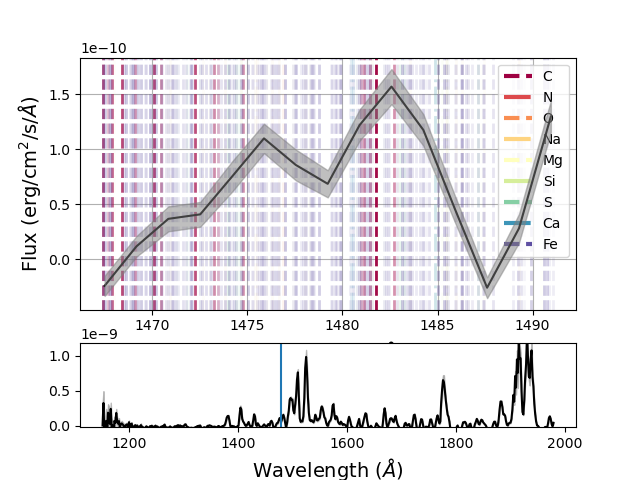 1e−10
Flux (erg/cm²/s/Å)
1.5
1.0
0.5
0.0
C
N
O
Na
Mg
Si
S
Ca
Fe
1470 1475 1480 1485 1490
1e−9
1.0
0.5
0.0
1200 1400 1600 1800 2000
Wavelength (Å)